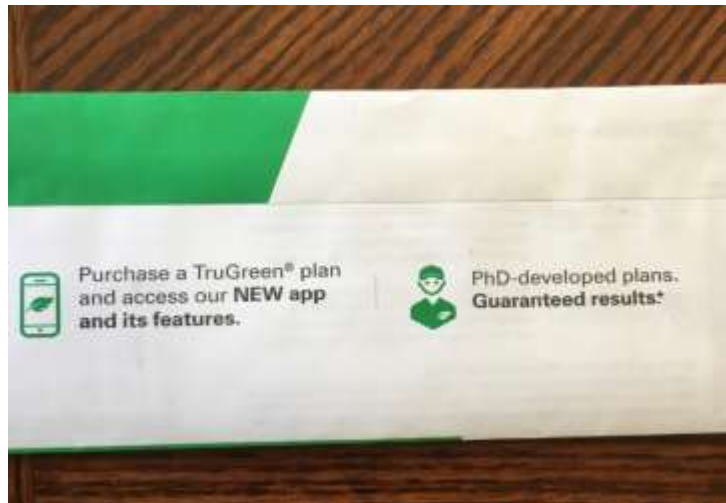 Purchase a TruGreen® plan
and access our NEW app
and its features.
PhD-developed plans.
Guaranteed results.*